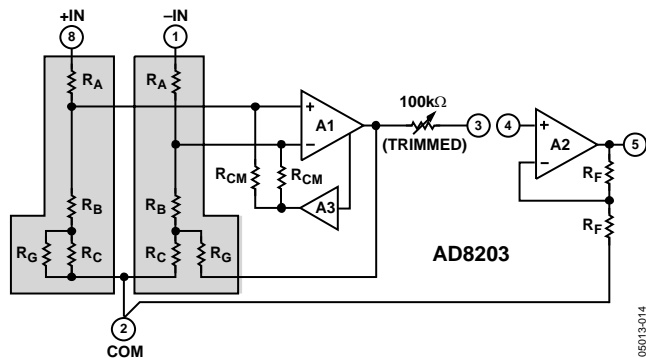 +IN
–IN
8
1
RA
RA
100kΩ
+
A1
–
3
4
+
A2
–
5
(TRIMMED)
RCM
RCM
RF
A3
RB
RB
RF
RG
RC
RC
RG
AD8203
2
COM
05013-014